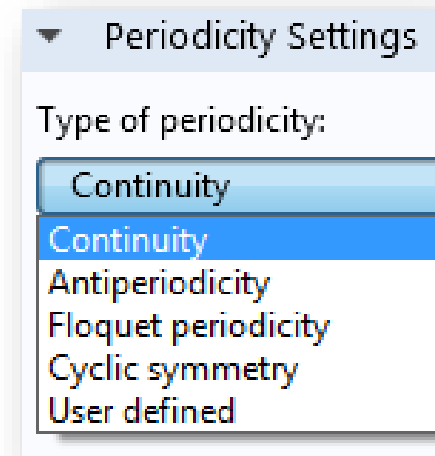 Periodicity Settings
Type of periodicity:
Continuity
Continuity
Antiperiodicity
Floquet periodicity
Cyclic symmetry
User defined